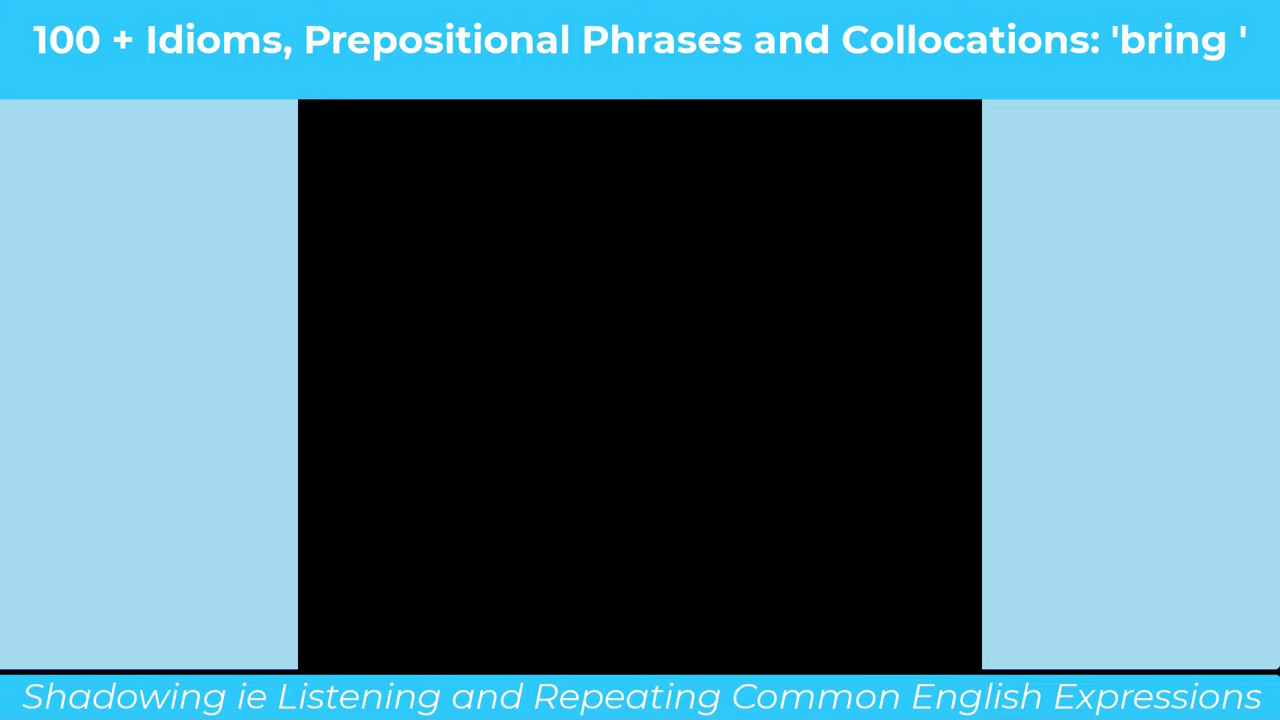 100 + Idioms, Prepositional Phrases and Collocations: 'bring '
Shadowing ie Listening and Repeating Common English Expressions